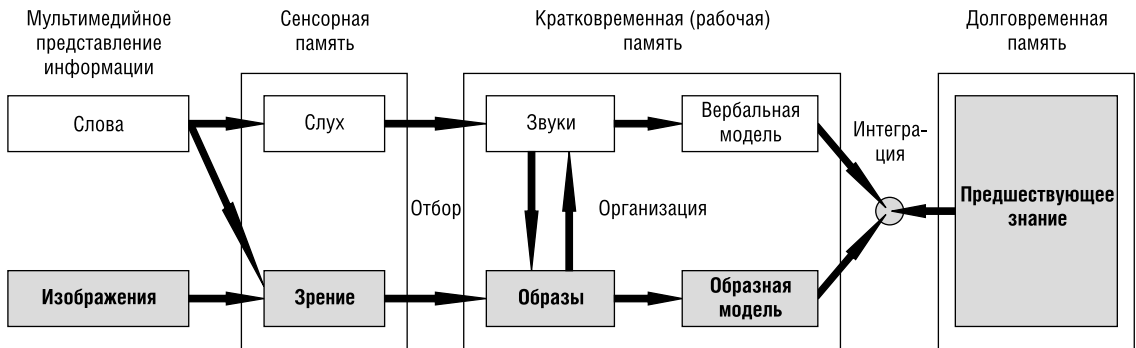 Мультимедийное
представление
информации
Сенсорная
память
Кратковременная (рабочая)
память
Долговременная
память
Слова
Слух
Звуки
Вербальная
модель
Интегра-
ция
Отбор
Организация
Предшествующее
знание
Изображения
Зрение
Образы
Образная
модель